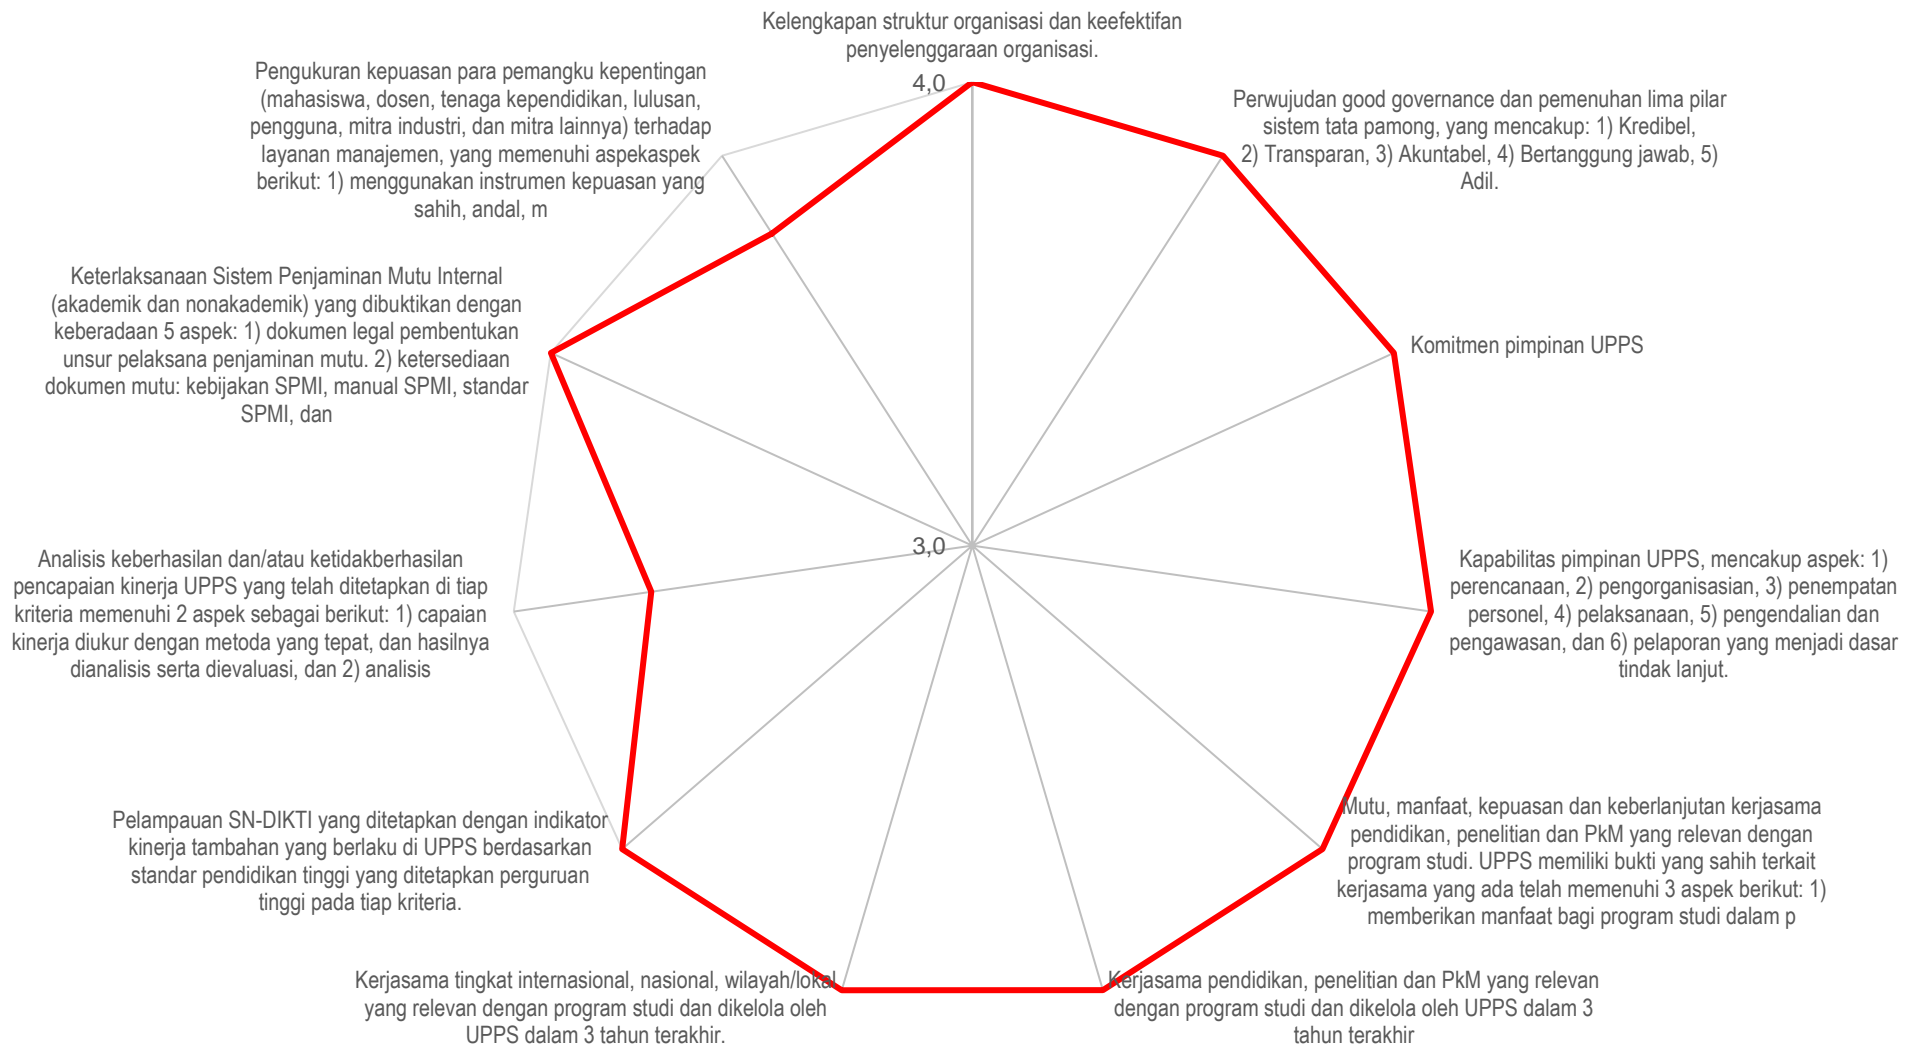 Kelengkapan struktur organisasi dan keefektifan
penyelenggaraan organisasi.
4,0
Perwujudan good governance dan pemenuhan lima pilar
sistem tata pamong, yang mencakup: 1) Kredibel,
2) Transparan, 3) Akuntabel, 4) Bertanggung jawab, 5)
Adil.
Komitmen pimpinan UPPS
Kapabilitas pimpinan UPPS, mencakup aspek: 1)
perencanaan, 2) pengorganisasian, 3) penempatan
personel, 4) pelaksanaan, 5) pengendalian dan
pengawasan, dan 6) pelaporan yang menjadi dasar
tindak lanjut.
Mutu, manfaat, kepuasan dan keberlanjutan kerjasama
pendidikan, penelitian dan PkM yang relevan dengan
program studi. UPPS memiliki bukti yang sahih terkait
kerjasama yang ada telah memenuhi 3 aspek berikut: 1)
memberikan manfaat bagi program studi dalam p
Kerjasama pendidikan, penelitian dan PkM yang relevan
dengan program studi dan dikelola oleh UPPS dalam 3
tahun terakhir
Kerjasama tingkat internasional, nasional, wilayah/lokal
yang relevan dengan program studi dan dikelola oleh
UPPS dalam 3 tahun terakhir.
Pelampauan SN-DIKTI yang ditetapkan dengan indikator
kinerja tambahan yang berlaku di UPPS berdasarkan
standar pendidikan tinggi yang ditetapkan perguruan
tinggi pada tiap kriteria.
Analisis keberhasilan dan/atau ketidakberhasilan
pencapaian kinerja UPPS yang telah ditetapkan di tiap
kriteria memenuhi 2 aspek sebagai berikut: 1) capaian
kinerja diukur dengan metoda yang tepat, dan hasilnya
dianalisis serta dievaluasi, dan 2) analisis
Keterlaksanaan Sistem Penjaminan Mutu Internal
(akademik dan nonakademik) yang dibuktikan dengan
keberadaan 5 aspek: 1) dokumen legal pembentukan
unsur pelaksana penjaminan mutu. 2) ketersediaan
dokumen mutu: kebijakan SPMI, manual SPMI, standar
SPMI, dan
Pengukuran kepuasan para pemangku kepentingan
(mahasiswa, dosen, tenaga kependidikan, lulusan,
pengguna, mitra industri, dan mitra lainnya) terhadap
layanan manajemen, yang memenuhi aspekaspek
berikut: 1) menggunakan instrumen kepuasan yang
sahih, andal, m
3,0